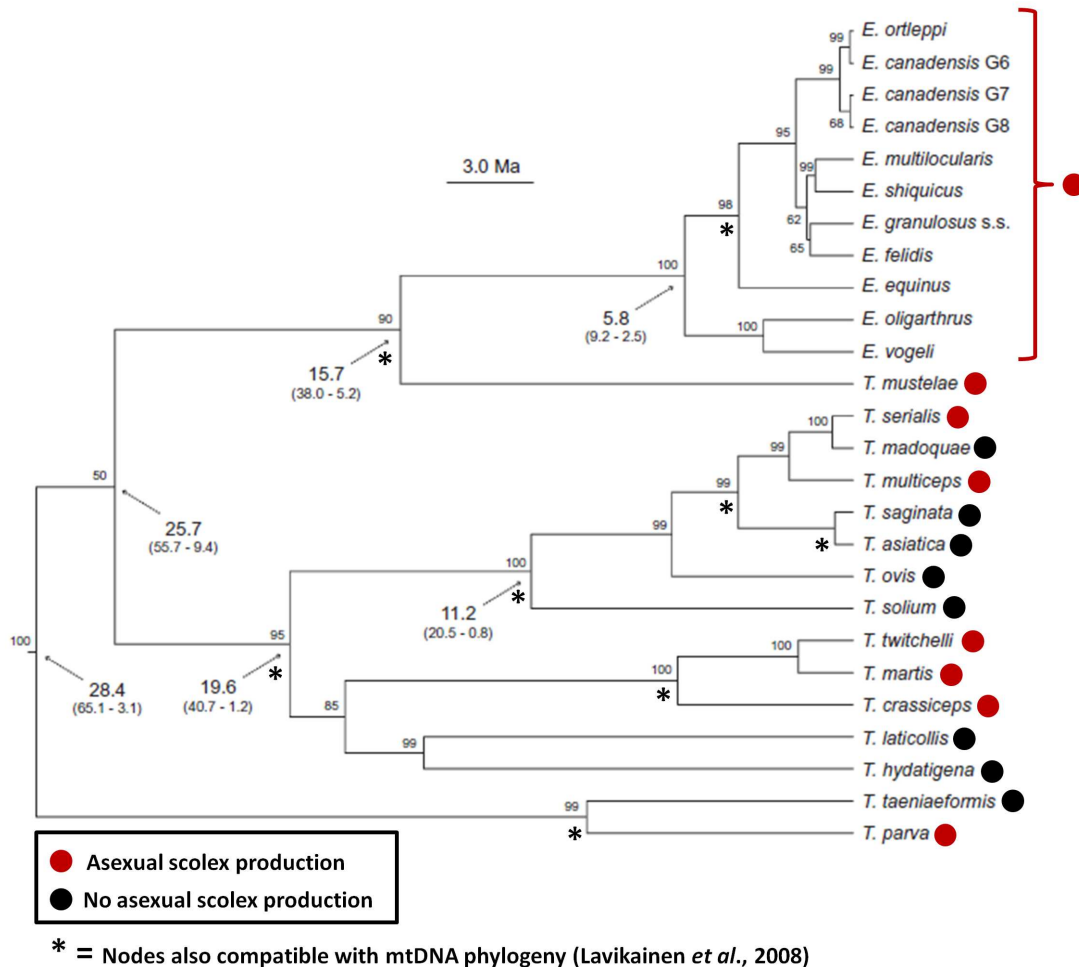 99
E. ortleppi
E. canadensis G6
99
E. canadensis G7
68
E. canadensis G8
95
3.0 Ma
99
E. multilocularis
E. shiquicus
98
62
E. granulosus s.s.
*
65
E. felidis
100
E. equinus
5.8
(9.2 - 2.5)
90
100
E. oligarthrus
E. vogeli
*
15.7
(38.0 - 5.2)
T. mustelae
100
T. serialis
99
T. madoquae
99
T. multiceps
50
*
T. saginata
99
*
T. asiatica
25.7
(55.7 - 9.4)
100
T. ovis
*
11.2
(20.5 - 0.8)
T. solium
100
95
100
T. twitchelli
100
T. martis
*
*
28.4
(65.1 - 3.1)
19.6
(40.7 - 1.2)
85
T. crassiceps
99
T. laticollis
T. hydatigena
99
T. taeniaeformis
*
T. parva
Asexual scolex production
No asexual scolex production
* = Nodes also compatible with mtDNA phylogeny (Lavikainen et al., 2008)